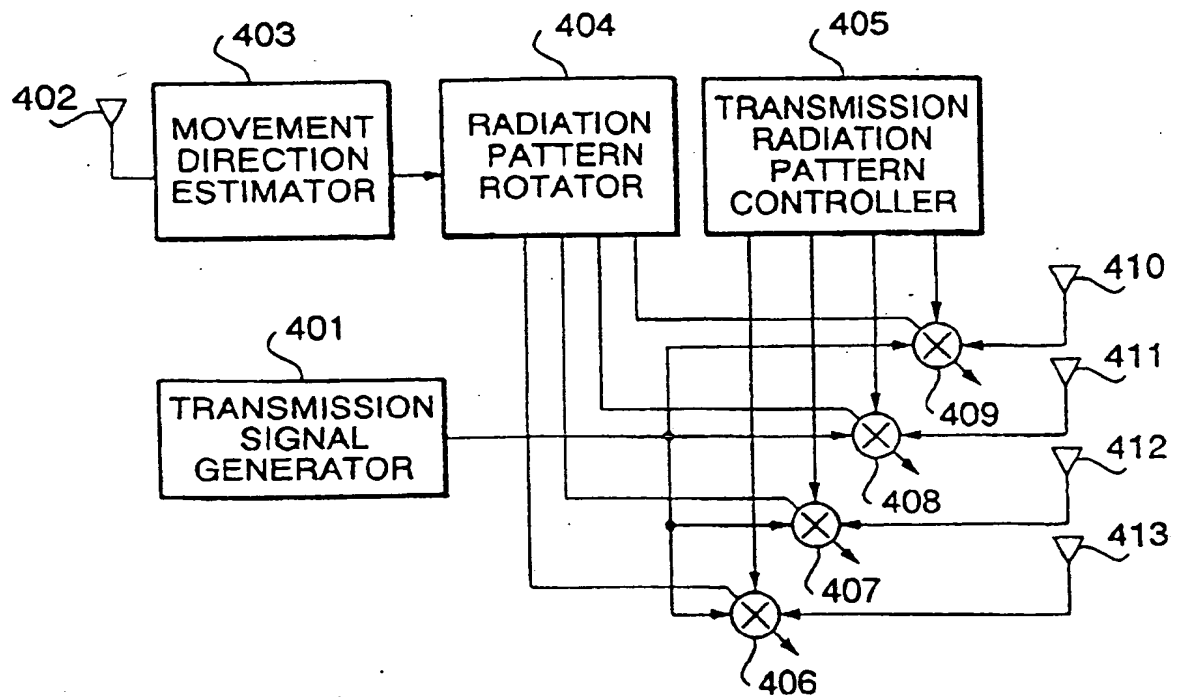 403
404
405
402
MOVEMENT
DIRECTION
ESTIMATOR
RADIATION
PATTERN
ROTATOR
TRANSMISSION
RADIATION
PATTERN
CONTROLLER
401
TRANSMISSION
SIGNAL
GENERATOR
410
411
409
412
408
413
407
406